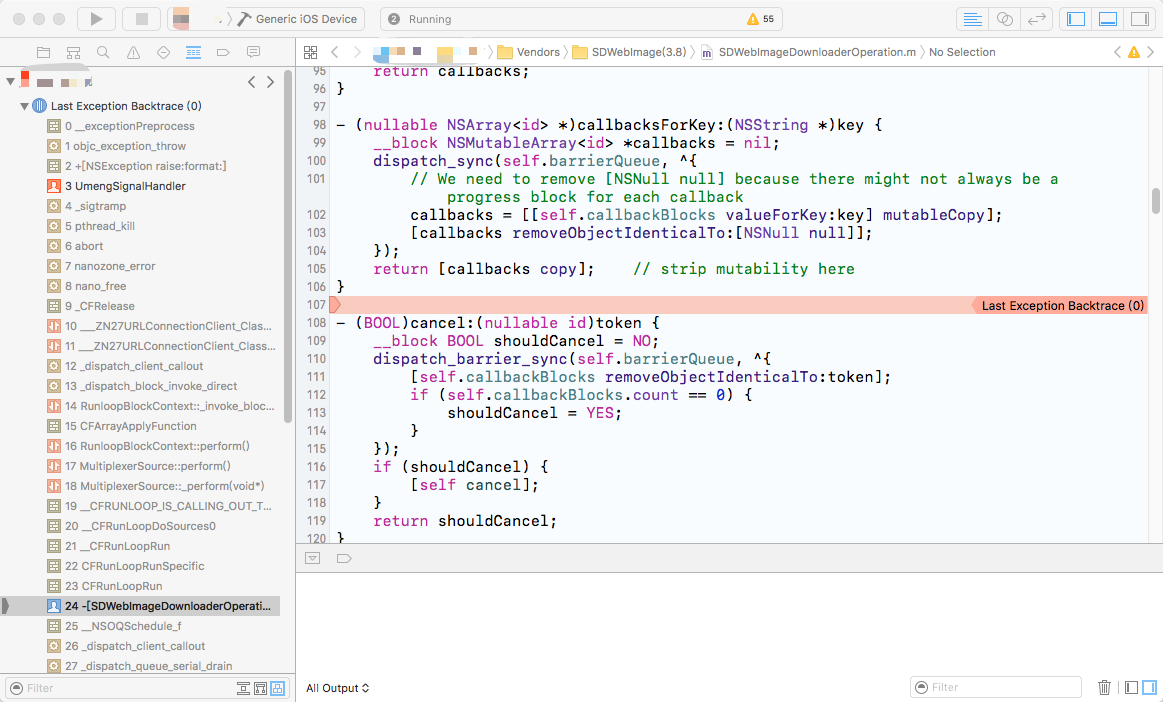 Generic iOS Device
2 Running
55
Vendors
SDWebImage(3.8)
m SDWebImageDownloaderOperation.m
No Selection
Last Exception Backtrace (0)
0 __exceptionPreprocess
1 objc_exception_throw
2 +[NSException raise:format:]
3 UmengSignalHandler
4 _sigtramp
5 pthread_kill
6 abort
7 nanozone_error
8 nano_free
9 _CFRelease
10 ___ZN27URLConnectionClient_Clas...
11 ___ZN27URLConnectionClient_Class...
12 _dispatch_client_callout
13 _dispatch_block_invoke_direct
14 RunloopBlockContext::_invoke_bloc...
15 CFArrayApplyFunction
16 RunloopBlockContext::perform()
17 MultiplexerSource::perform()
18 MultiplexerSource::_perform(void*)
19 __CFRUNLOOP_IS_CALLING_OUT_T...
20 __CFRunLoopDoSources0
21 __CFRunLoopRun
22 CFRunLoopRunSpecific
23 CFRunLoopRun
24 -[SDWebImageDownloaderOperati...
25 __NSOQSchedule_f
26 _dispatch_client_callout
27 _dispatch_queue_serial_drain
Filter
95 return callbacks;
96 }
97
98 - (nullable NSArray<id> *)callbacksForKey:(NSString *)key {
99 __block NSMutableArray<id> *callbacks = nil;
100 dispatch_sync(self.barrierQueue, ^{
101 // We need to remove [NSNull null] because there might not always be a
progress block for each callback
102 callbacks = [[self.callbackBlocks valueForKey:key] mutableCopy];
103 [callbacks removeObjectIdenticalTo:[NSNull null]];
104 });
105 return [callbacks copy]; // strip mutability here
106 }
107 Last Exception Backtrace (0)
108 - (BOOL)cancel:(nullable id)token {
109 __block BOOL shouldCancel = NO;
110 dispatch_barrier_sync(self.barrierQueue, ^{
111 [self.callbackBlocks removeObjectIdenticalTo:token];
112 if (self.callbackBlocks.count == 0) {
113 shouldCancel = YES;
114 }
115 });
116 if (shouldCancel) {
117 [self cancel];
118 }
119 return shouldCancel;
120 }
All Output
Filter